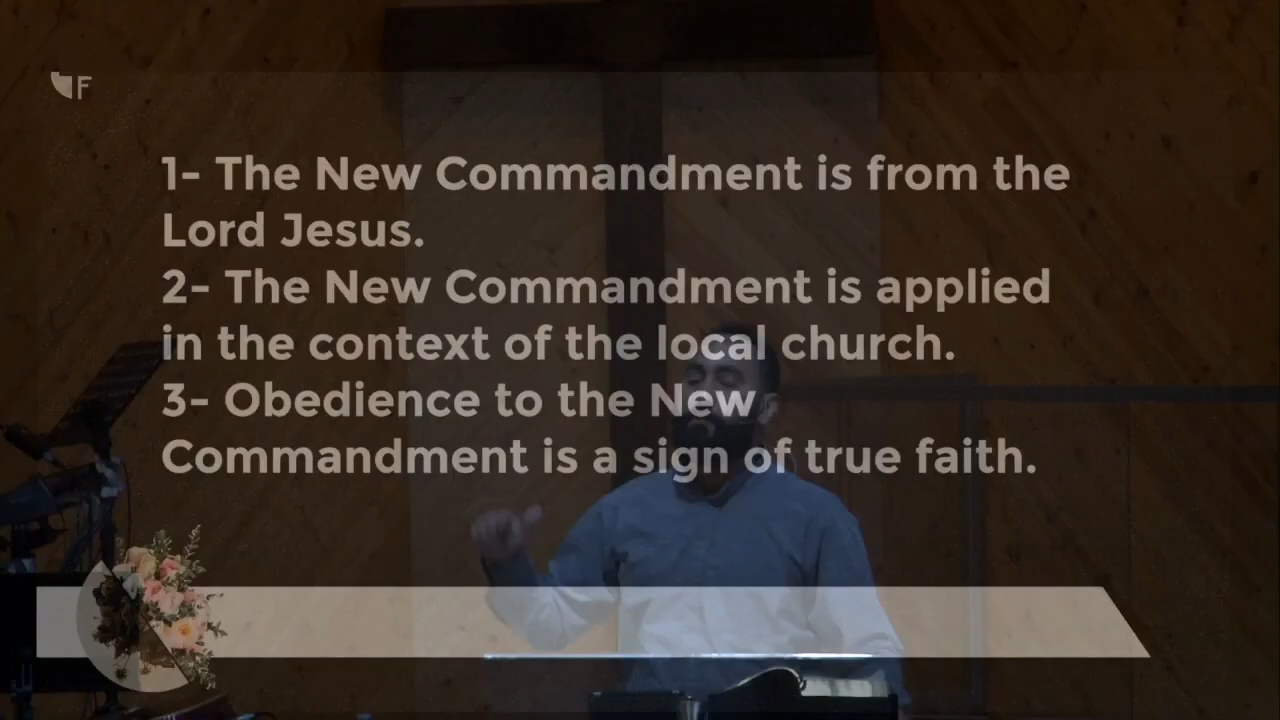 F
1- The New Commandment is from the
Lord Jesus.
2- The New Commandment is applied
in the context of the local church.
3- Obedience to the New
Commandment is a sign of true faith.